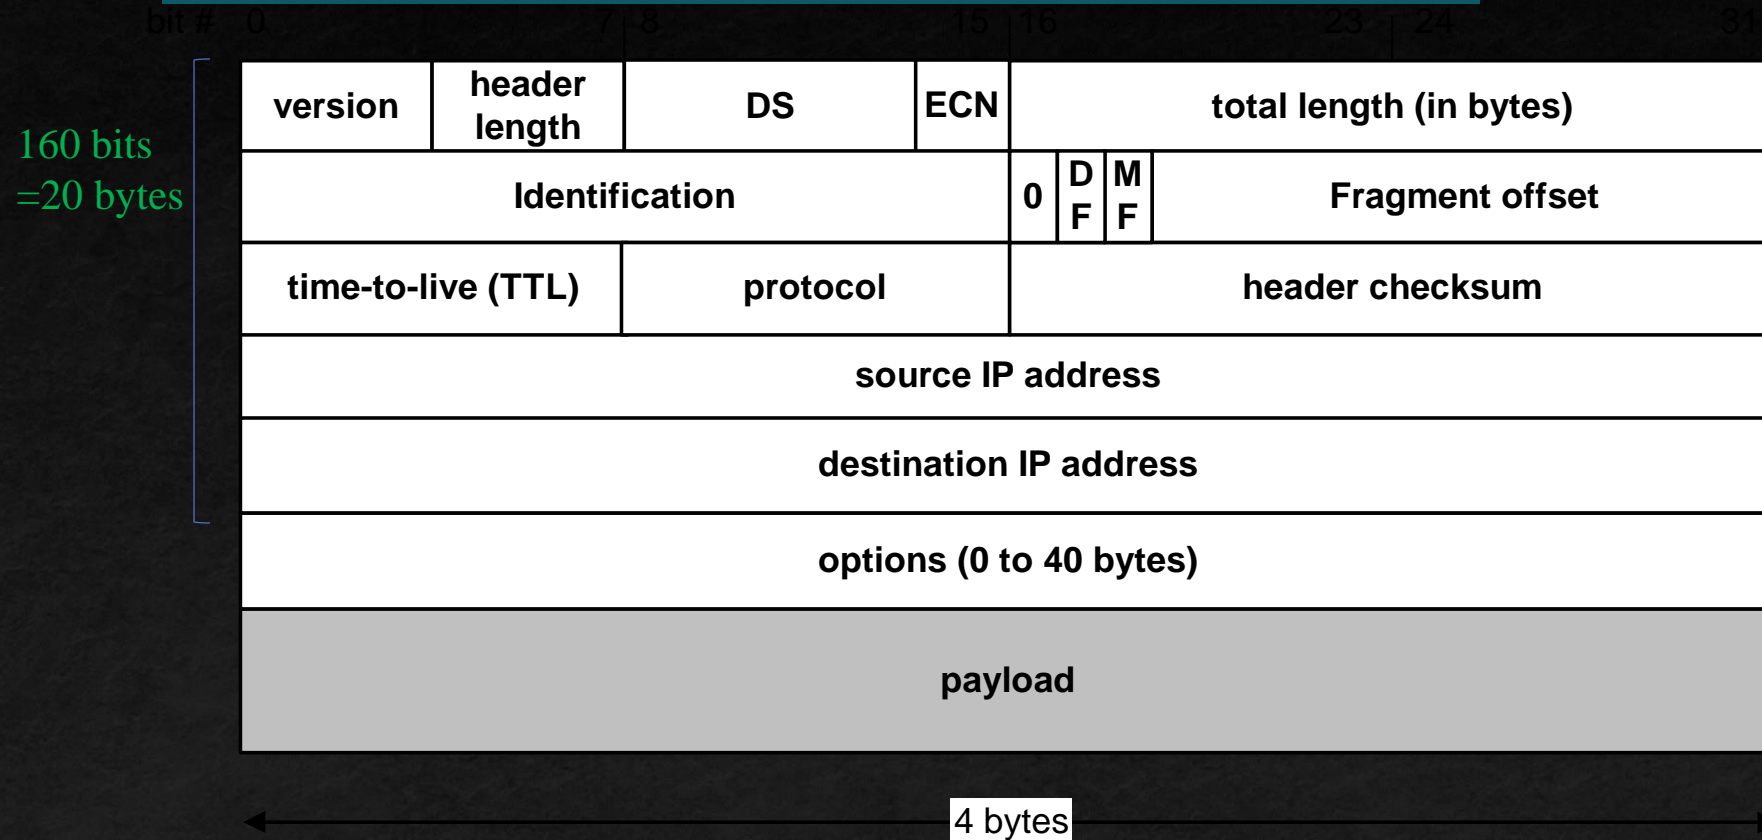 bit # 0 7 8 15 16 23 24 31
version header length DS ECN total length (in bytes)
160 bits
=20 bytes
Identification 0 DF MF Fragment offset
time-to-live (TTL) protocol header checksum
source IP address
destination IP address
options (0 to 40 bytes)
payload
4 bytes